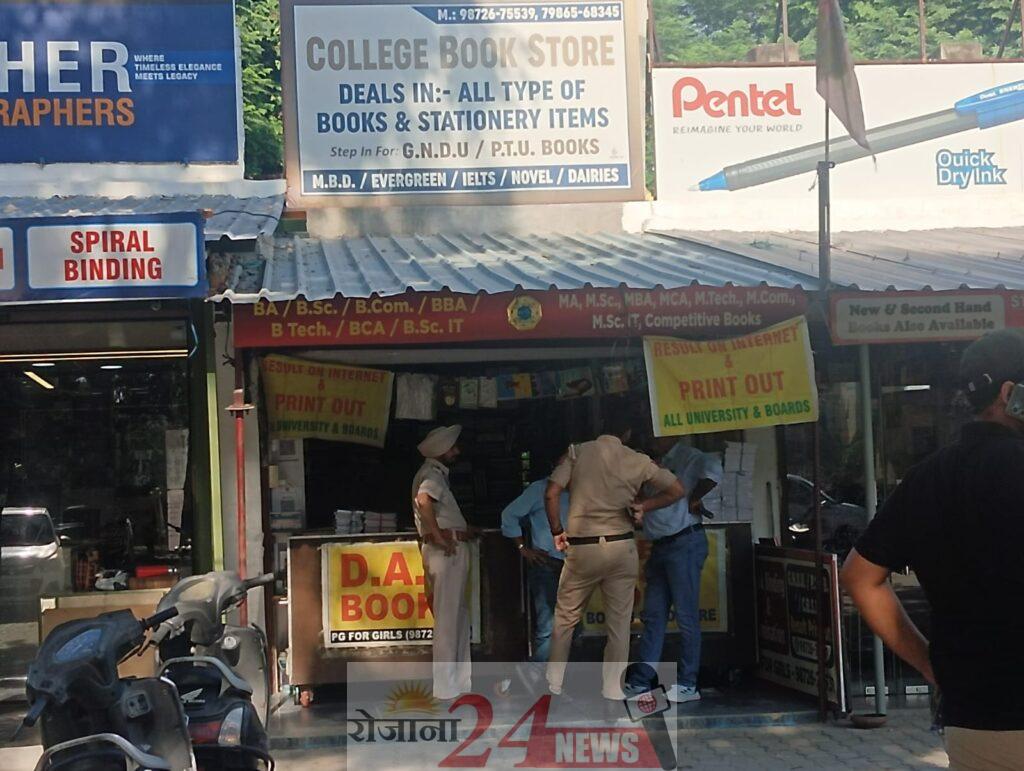 HER
WHERE
TIMELESS ELEGANCE
MEETS LEGACY
RAPHERS
SPIRAL
BINDING
M.: 98726-75539, 79865-68345
COLLEGE BOOK STORE
DEALS IN:- ALL TYPE OF
BOOKS & STATIONERY ITEMS
Step In For: G.N.D.U / P.T.U. BOOKS
M.B.D. / EVERGREEN / IELTS / NOVEL / DAIRIES
Pentel
REIMAGINE YOUR WORLD
Quick
DryInk
BA / B.Sc. / B.Com. / BBA /
B Tech. / BCA / B.Sc. IT
MA, M.Sc., MBA, MCA, M.Tech., M.Com.,
M.Sc. IT, Competitive Books
New & Second Hand
Books Also Available
RESULT ON INTERNET
&
PRINT OUT
UNIVERSITY & BOARDS
RESULT ON INTERNET
&
PRINT OUT
ALL UNIVERSITY & BOARDS
D.A.
BOOK
PG FOR GIRLS (9872
रोजाना 24 NEWS